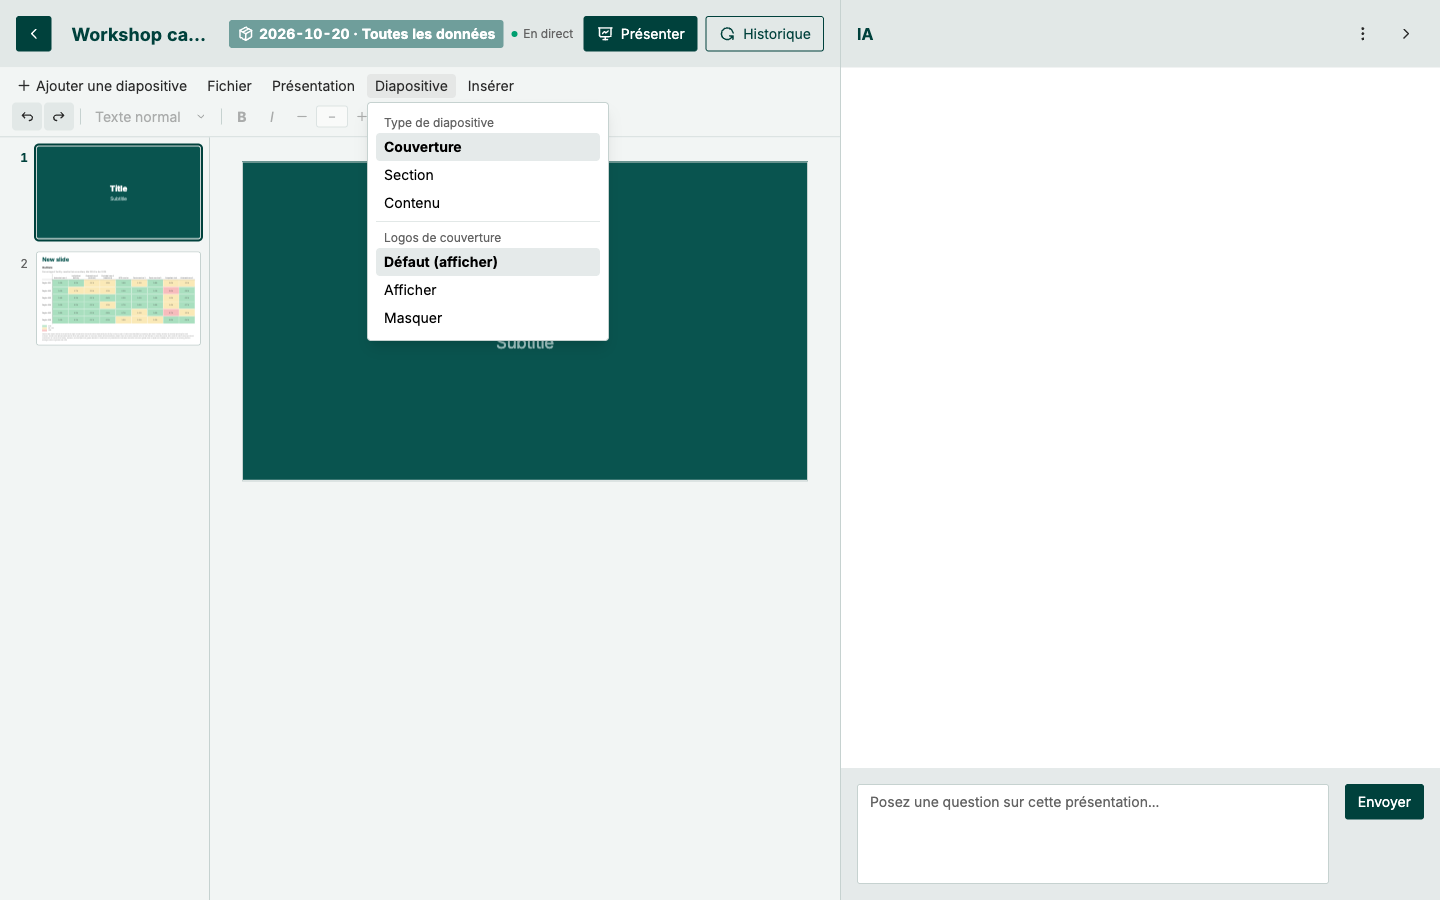 Workshop ca...
2026-10-20 · Toutes les données
En direct
Présenter
Historique
IA
Ajouter une diapositive
Fichier
Présentation
Diapositive
Insérer
Texte normal
B
I
Type de diapositive
Couverture
Section
Contenu
Logos de couverture
Défaut (afficher)
Afficher
Masquer
1
Title
Subtitle
2
New slide
Subtitle
Posez une question sur cette présentation...
Envoyer